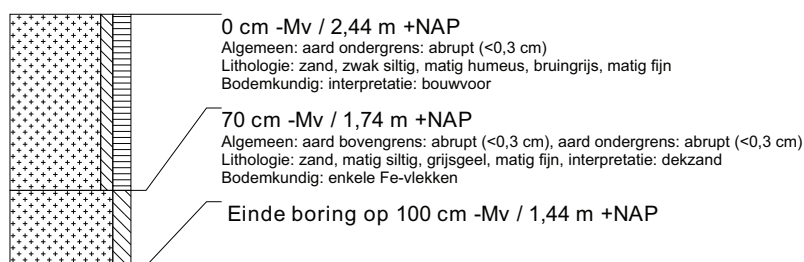 0 cm -Mv / 2,44 m +NAP
Algemeen: aard ondergrens: abrupt (<0,3 cm)
Lithologie: zand, zwak siltig, matig humeus, bruingrijs, matig fijn
Bodemkundig: interpretatie: bouwvoor
70 cm -Mv / 1,74 m +NAP
Algemeen: aard bovengrens: abrupt (<0,3 cm), aard ondergrens: abrupt (<0,3 cm)
Lithologie: zand, matig siltig, grijsgeel, matig fijn, interpretatie: dekzand
Bodemkundig: enkele Fe-vlekken
Einde boring op 100 cm -Mv / 1,44 m +NAP